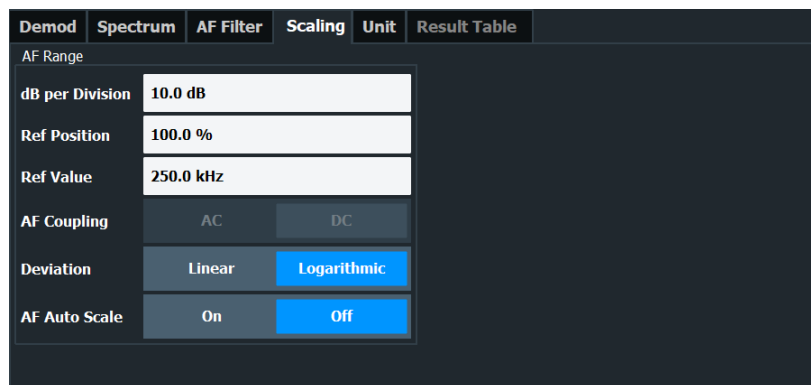 Demod Spectrum AF Filter Scaling Unit Result Table
AF Range
dB per Division 10.0 dB
Ref Position 100.0 %
Ref Value 250.0 kHz
AF Coupling AC DC
Deviation Linear Logarithmic
AF Auto Scale On Off